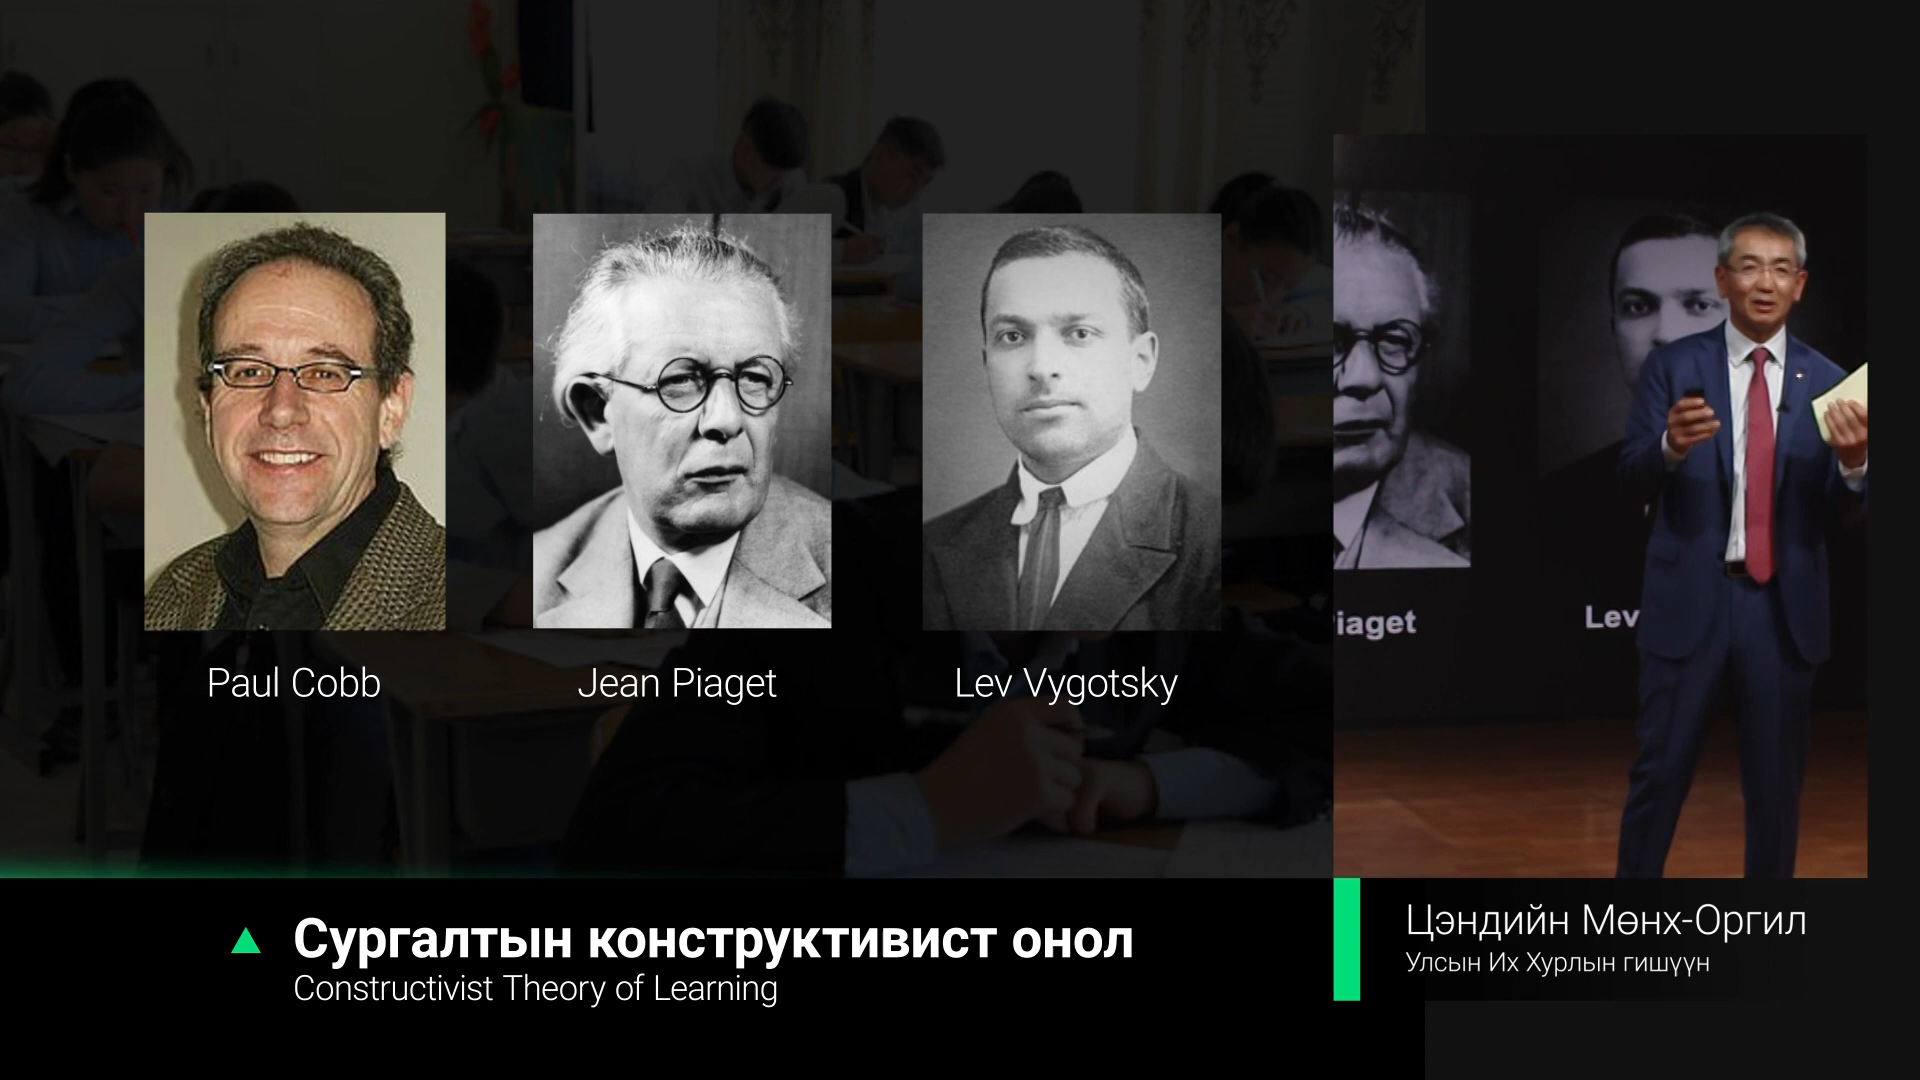 Paul Cobb
Jean Piaget
Lev Vygotsky
iaget
Lev
Сургалтын конструктивист онол
Constructivist Theory of Learning
Цэндийн Мөнх-Оргил
Улсын Их Хурлын гишүүн